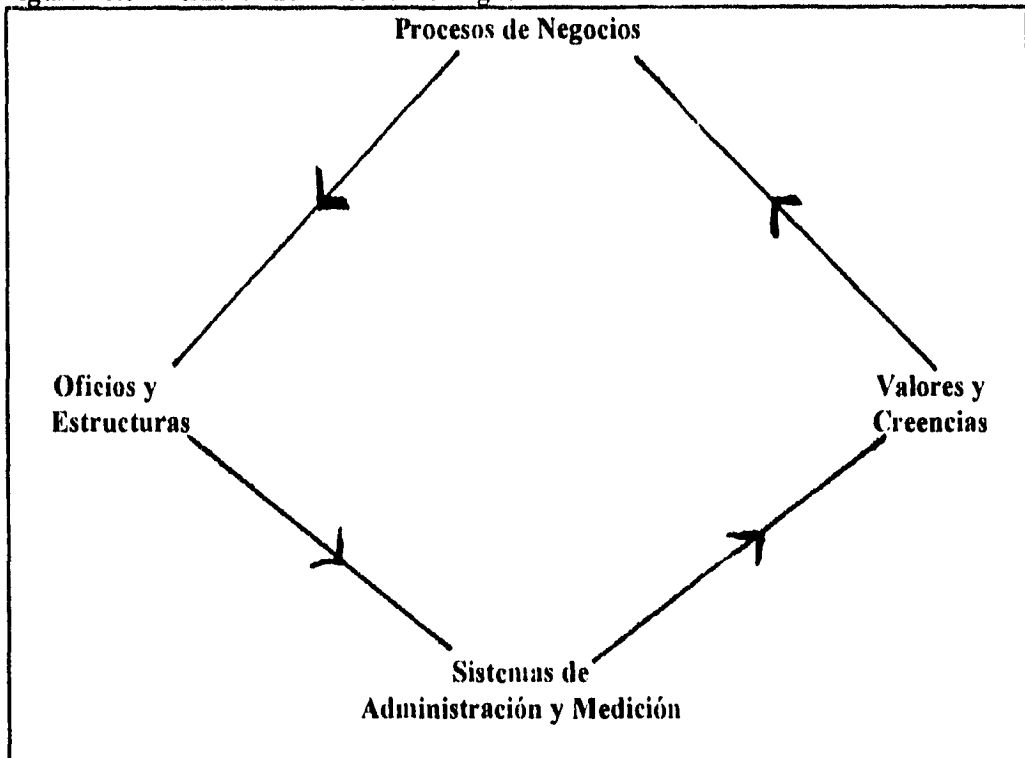 Procesos de Negocios
Oficios y
Estructuras
Valores y
Creencias
Sistemas de
Administración y Medición